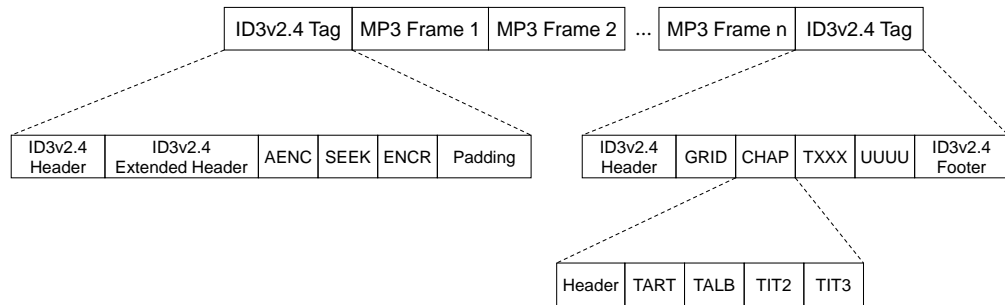 ID3v2.4 Tag MP3 Frame 1 MP3 Frame 2 ... MP3 Frame n ID3v2.4 Tag
ID3v2.4 Header
ID3v2.4 Extended Header
AENC SEEK ENCR Padding
ID3v2.4 Header
GRID CHAP TXXX UUUU
ID3v2.4 Footer
Header TART TALB TIT2 TIT3